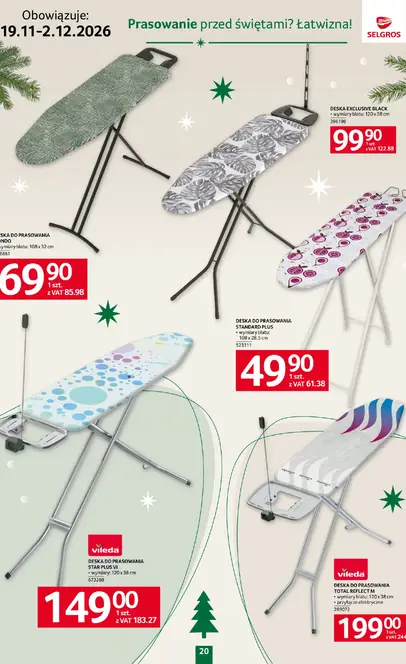 Obowiązuje:
19.11-2.12.2026
Prasowanie przed świętami? Łatwizna!
SELGROS
DESKA EXCLUSIVE BLACK
• wymiary blatu: 120 x 38 cm
99,90
1 szt.
z VAT 122.88
DESKA DO PRASOWANIA
wymiary blatu: 108 x 32 cm
69,90
1 szt.
z VAT 85.98
DESKA DO PRASOWANIA
STANDARD PLUS
• wymiary blatu:
108 x 28.5 cm
523311
49,90
1 szt.
z VAT 61.38
vileda
DESKA DO PRASOWANIA
STAR PLUS VI
• wymiary: 120 x 38 cm
673268
149,00
1 szt.
z VAT 183.27
vileda
DESKA DO PRASOWANIA
TOTAL REFLECT M
• wymiary blatu: 120 x 38 cm
• przyłącze elektryczne
199,00
1 szt.
z VAT
20